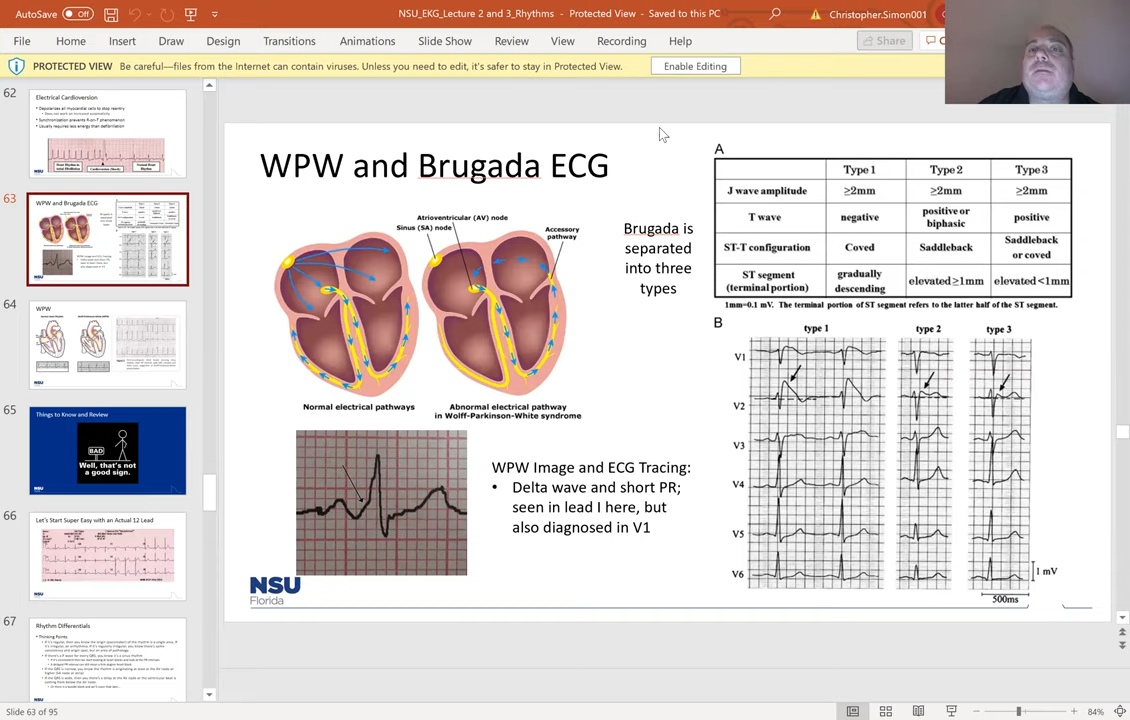 AutoSave Off
NSU_EKG_Lecture 2 and 3_Rhythms - Protected View - Saved to this PC
Christopher.Simon001
File Home Insert Draw Design Transitions Animations Slide Show Review View Recording Help
Share
PROTECTED VIEW Be careful—files from the Internet can contain viruses. Unless you need to edit, it's safer to stay in Protected View.
Enable Editing
62
Electrical Cardioversion
63
WPW and Brugada ECG
64
WPW
65
Things to Know and Review
BAD
Well, that's not
a good sign.
66
Let's Start Super Easy with an Actual 12 Lead
67
Rhythm Differentials
Thinking Points
WPW and Brugada ECG
Atrioventricular (AV) node
Sinus (SA) node
Accessory
pathway
Normal electrical pathways
Abnormal electrical pathway
in Wolff-Parkinson-White syndrome
Brugada is
separated
into three
types
WPW Image and ECG Tracing:
• Delta wave and short PR;
seen in lead I here, but
also diagnosed in V1
NSU
Florida
A
Type 1 Type 2 Type 3
J wave amplitude ≥2mm ≥2mm ≥2mm
T wave negative positive or biphasic positive
ST-T configuration Coved Saddleback Saddleback or coved
ST segment (terminal portion) gradually descending elevated≥1mm elevated<1mm
1mm=0.1 mV. The terminal portion of ST segment refers to the latter half of the ST segment.
B
type 1 type 2 type 3
V1
V2
V3
V4
V5
V6
1 mV
500ms
Slide 63 of 95
84%